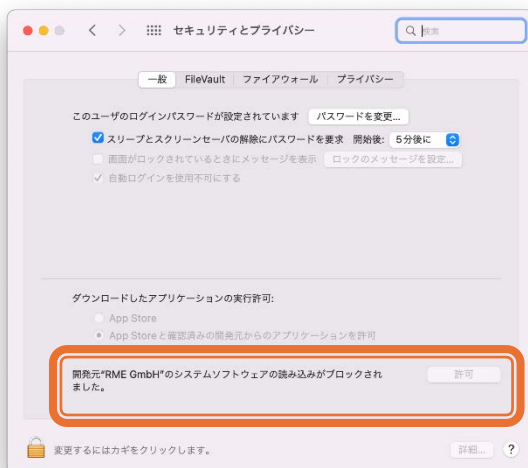 セキュリティとプライバシー
検索
一般 FileVault ファイアウォール プライバシー
このユーザのログインパスワードが設定されています パスワードを変更...
スリープとスクリーンセーバの解除にパスワードを要求 開始後: 5分後に
画面がロックされているときにメッセージを表示 ロックのメッセージを設定...
自動ログインを使用不可にする
ダウンロードしたアプリケーションの実行許可:
App Store
App Storeと確認済みの開発元からのアプリケーションを許可
開発元"RME GmbH"のシステムソフトウェアの読み込みがブロックされ 許可
ました。
変更するにはカギをクリックします。 詳細... ?